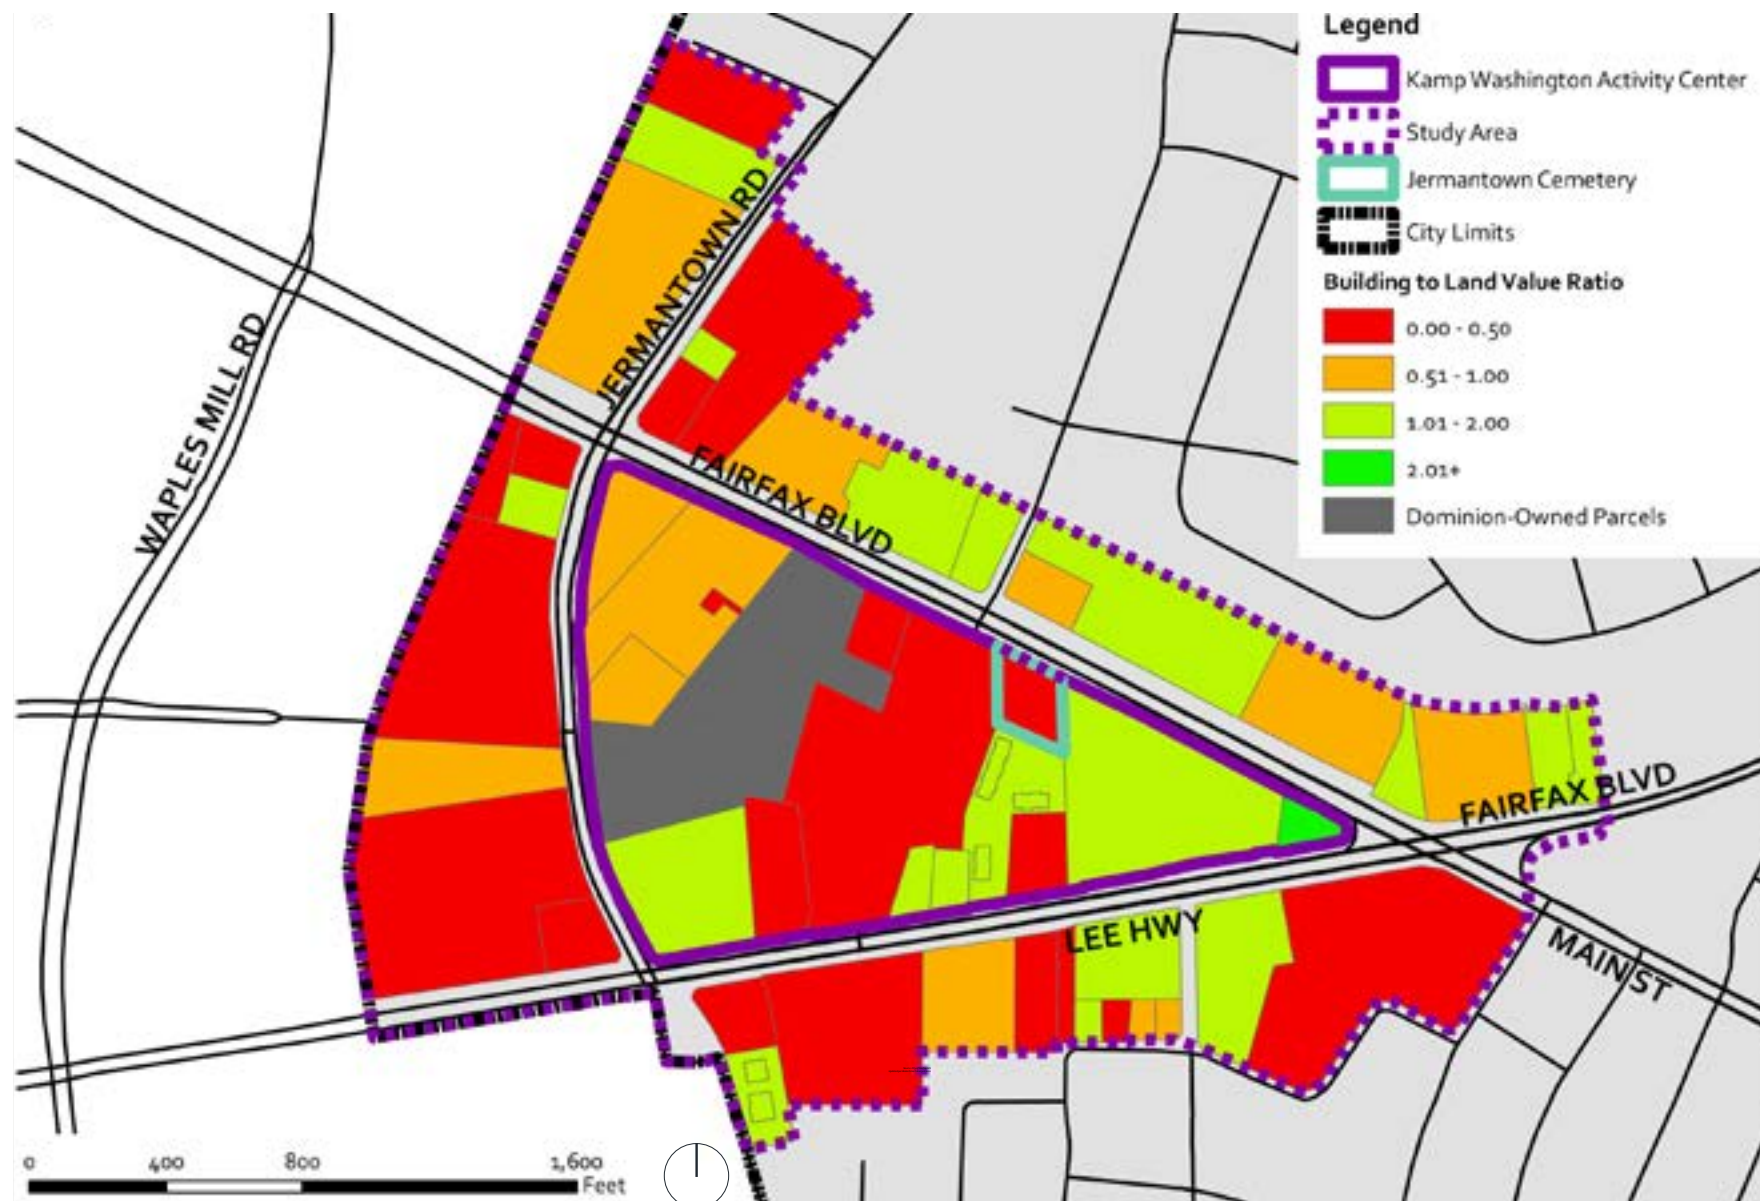 Legend
Kamp Washington Activity Center
Study Area
Jermantown Cemetery
City Limits
Building to Land Value Ratio
0.00 - 0.50
0.51 - 1.00
1.01 - 2.00
2.01+
Dominion-Owned Parcels
JERMANTOWN RD
WAPLES MILL RD
FAIRFAX BLVD
FAIRFAX BLVD
LEE HWY
MAIN ST
0 400 800 1,600
Feet